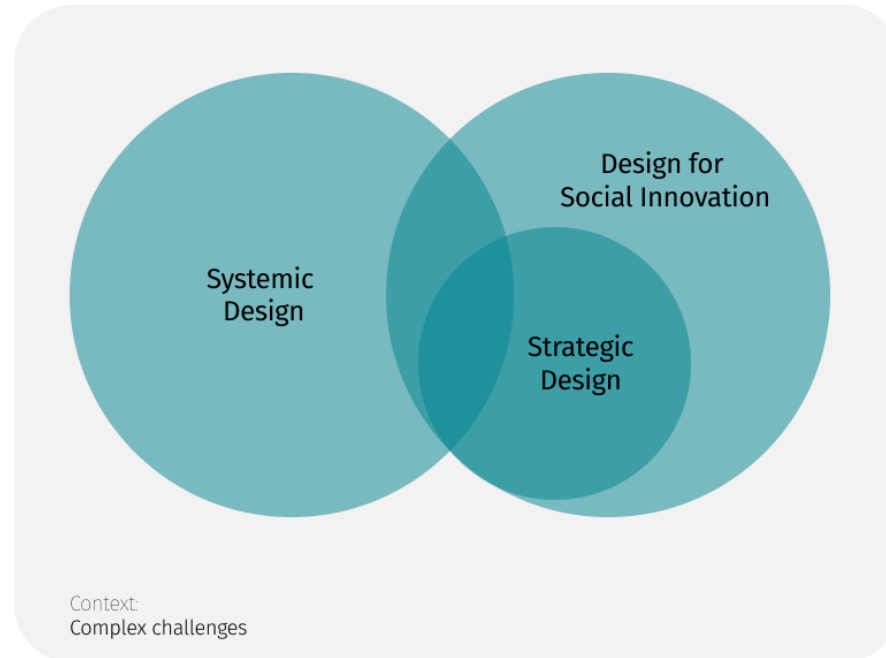 Design for
Social Innovation
Systemic
Design
Strategic
Design
Context:
Complex challenges